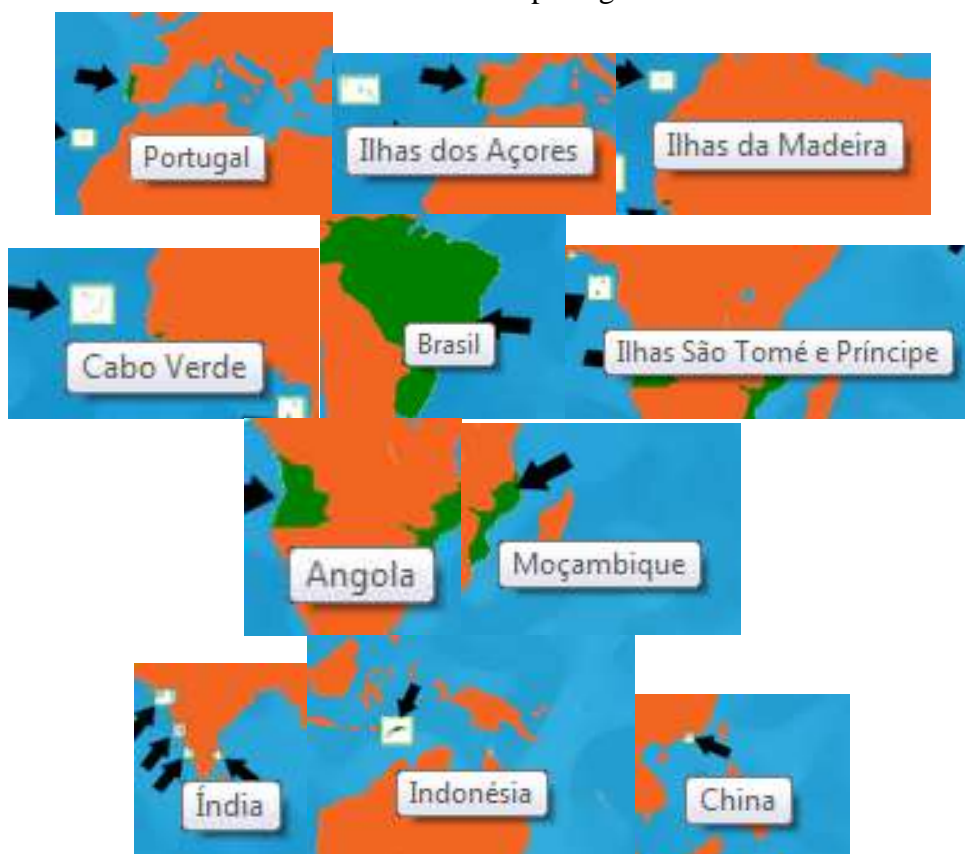 Portugal
Ilhas dos Açores
Ilhas da Madeira
Cabo Verde
Brasil
Ilhas São Tomé e Príncipe
Angola
Moçambique
Índia
Indonésia
China